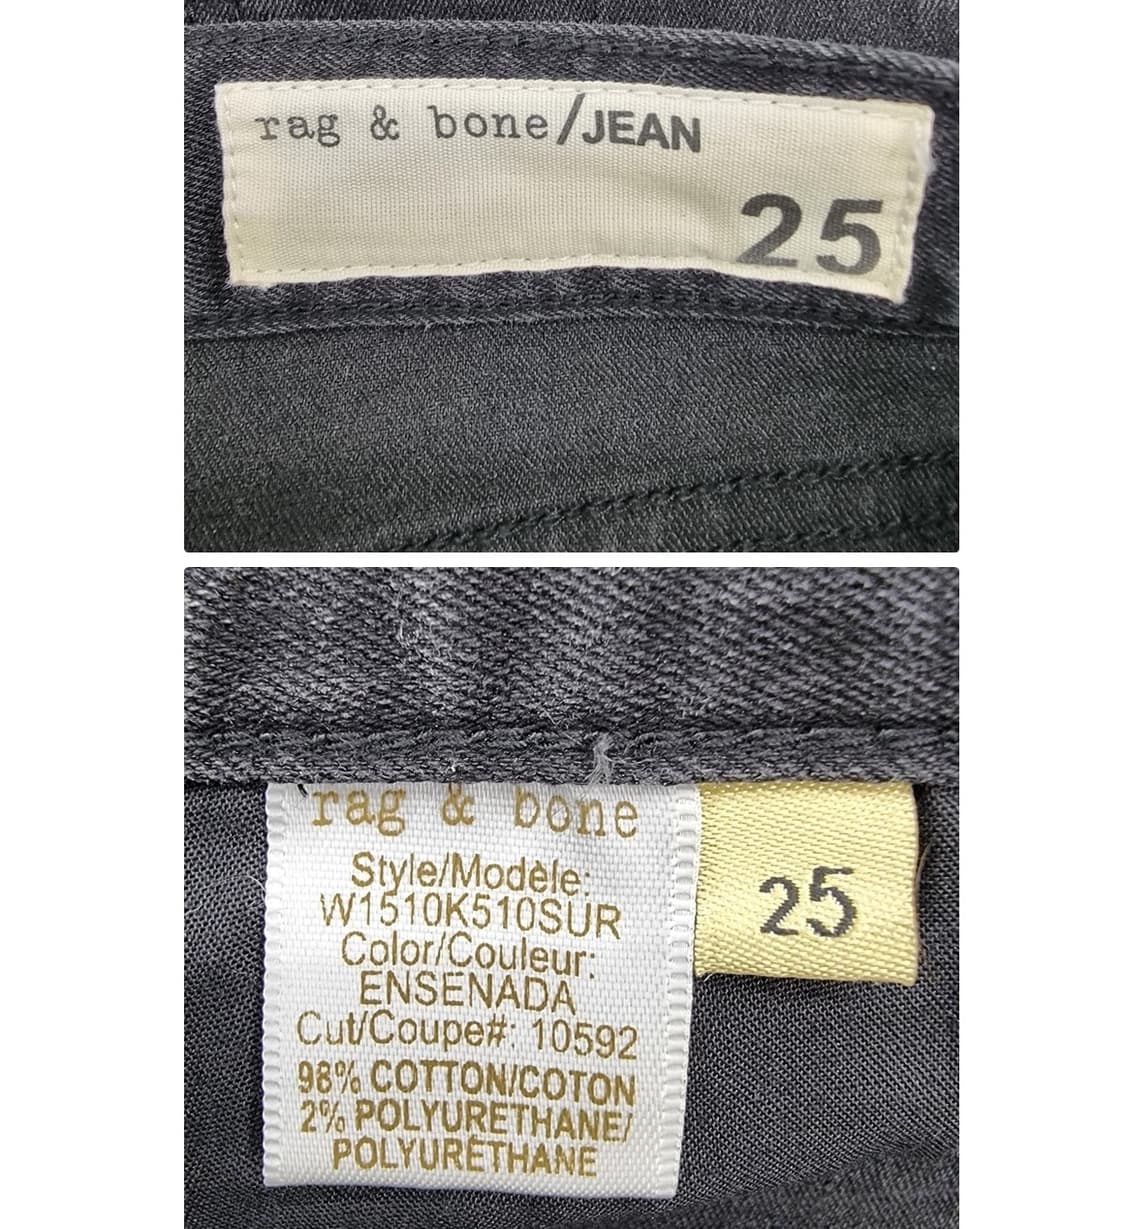 rag & bone/JEAN
25
rag & bone
Style/Modèle:
W1510K510SUR
Color/Couleur:
ENSENADA
Cut/Coupe#: 10592
98% COTTON/COTON
2% POLYURETHANE/
POLYURÉTHANE
25